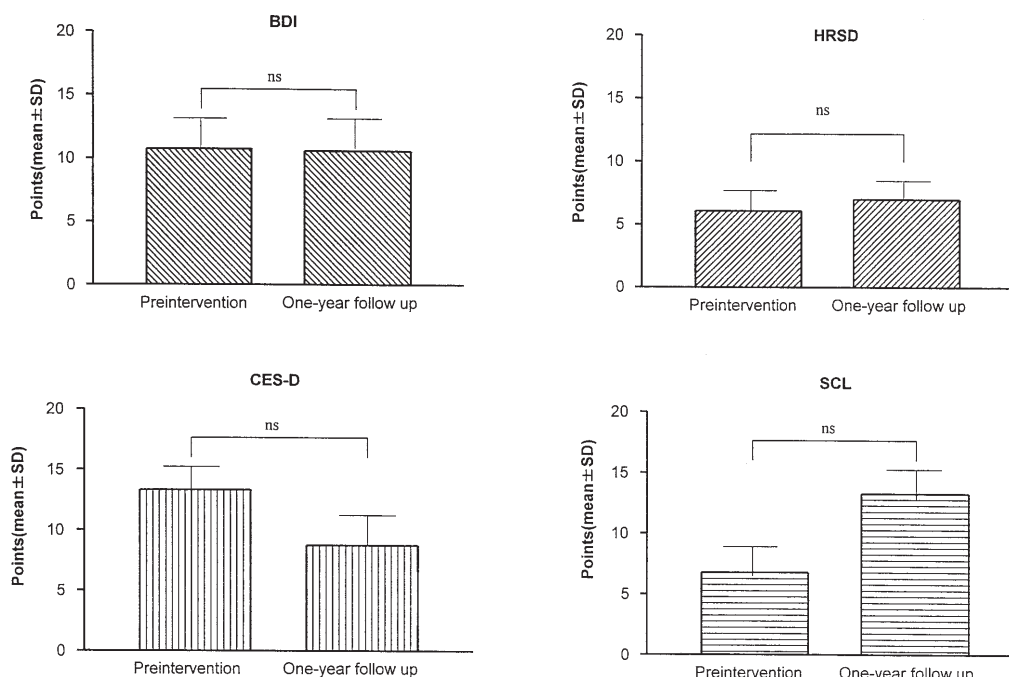 BDI
20
15
10
5
0
Points(mean±SD)
ns
Preintervention
One-year follow up
HRSD
20
15
10
5
0
Points(mean±SD)
ns
Preintervention
One-year follow up
CES-D
20
15
10
5
0
Points(mean±SD)
ns
Preintervention
One-year follow up
SCL
20
15
10
5
0
Points(mean±SD)
ns
Preintervention
One-year follow up